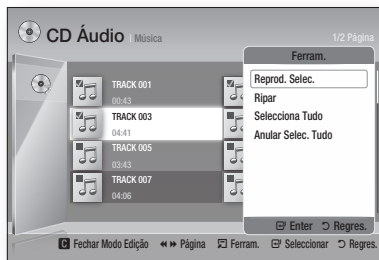 CD Áudio | Música
1/2 Página
TRACK 001
00:43
TRACK 003
04:41
TRACK 005
03:43
TRACK 007
04:06
Ferram.
Reprod. Selec.
Ripar
Selecciona Tudo
Anular Selec. Tudo
Enter Regres.
C Fechar Modo Edição Página Ferram. Seleccionar Regres.